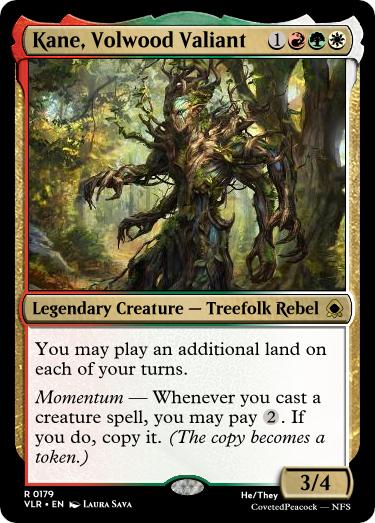 Kane, Volwood Valiant 1
Legendary Creature — Treefolk Rebel
You may play an additional land on
each of your turns.
Momentum — Whenever you cast a
creature spell, you may pay 2. If
you do, copy it. (The copy becomes a
token.)
3/4
R 0179
VLR • EN Laura Sava
He/They
CovetedPeacock — NFS